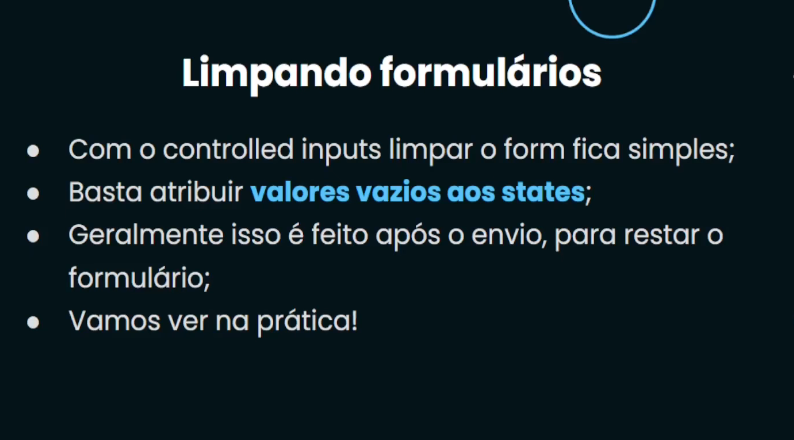 Limpando formulários
● Com o controlled inputs limpar o form fica simples;
● Basta atribuir valores vazios aos states;
● Geralmente isso é feito após o envio, para restar o
formulário;
● Vamos ver na prática!